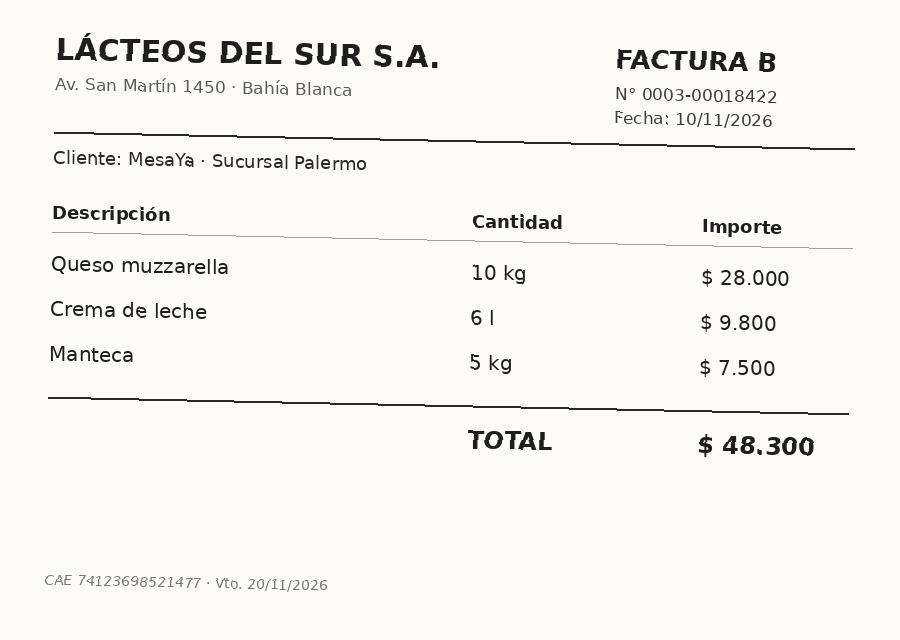 LÁCTEOS DEL SUR S.A.
Av. San Martín 1450 · Bahía Blanca
FACTURA B
N° 0003-00018422
Fecha: 10/11/2026
Cliente: MesaYa · Sucursal Palermo
Descripción Cantidad Importe
Queso muzzarella 10 kg $ 28.000
Crema de leche 6 l $ 9.800
Manteca 5 kg $ 7.500
TOTAL $ 48.300
CAE 74123698521477 · Vto. 20/11/2026